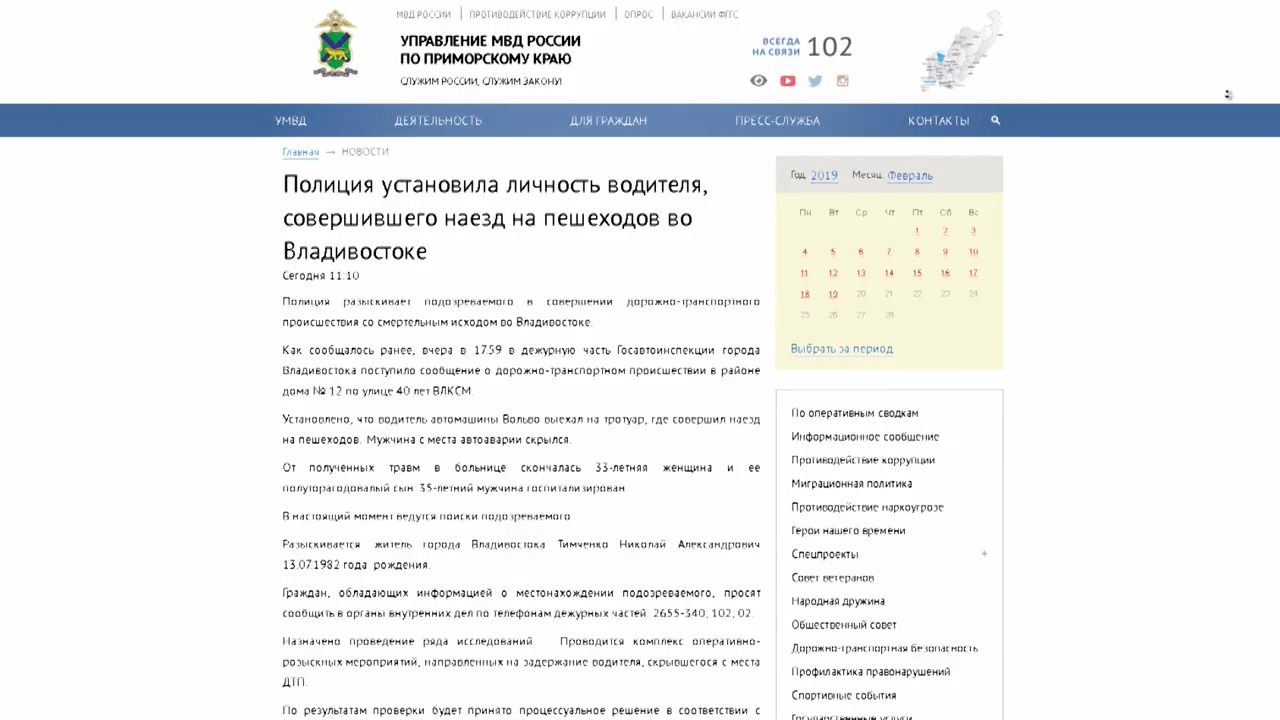 МВД РОССИИ | ПРОТИВОДЕЙСТВИЕ КОРРУПЦИИ | ОПРОС | ВАКАНСИИ ФГГС
УПРАВЛЕНИЕ МВД РОССИИ
ПО ПРИМОРСКОМУ КРАЮ
СЛУЖИМ РОССИИ, СЛУЖИМ ЗАКОНУ!
ВСЕГДА
НА СВЯЗИ 102
УМВД ДЕЯТЕЛЬНОСТЬ ДЛЯ ГРАЖДАН ПРЕСС-СЛУЖБА КОНТАКТЫ
Главная → НОВОСТИ
Полиция установила личность водителя,
совершившего наезд на пешеходов во
Владивостоке
Сегодня 11:10
Полиция разыскивает подозреваемого в совершении дорожно-транспортного
происшествия со смертельным исходом во Владивостоке.
Как сообщалось ранее, вчера в 17.59 в дежурную часть Госавтоинспекции города
Владивостока поступило сообщение о дорожно-транспортном происшествии в районе
дома № 12 по улице 40 лет ВЛКСМ.
Установлено, что водитель автомашины Вольво выехал на тротуар, где совершил наезд
на пешеходов. Мужчина с места автоаварии скрылся.
От полученных травм в больнице скончалась 33-летняя женщина и ее
полуторагодовалый сын. 35-летний мужчина госпитализирован.
В настоящий момент ведутся поиски подозреваемого.
Разыскивается житель города Владивостока Тимченко Николай Александрович
13.07.1982 года рождения.
Граждан, обладающих информацией о местонахождении подозреваемого, просят
сообщить в органы внутренних дел по телефонам дежурных частей: 2655-340, 102, 02.
Назначено проведение ряда исследований. Проводится комплекс оперативно-
розыскных мероприятий, направленных на задержание водителя, скрывшегося с места
ДТП.
По результатам проверки будет принято процессуальное решение в соответствии с
Год: 2019 Месяц: Февраль
Пн Вт Ср Чт Пт Сб Вс
1 2 3
4 5 6 7 8 9 10
11 12 13 14 15 16 17
18 19 20 21 22 23 24
25 26 27 28
Выбрать за период
По оперативным сводкам
Информационное сообщение
Противодействие коррупции
Миграционная политика
Противодействие наркоугрозе
Герои нашего времени
Спецпроекты +
Совет ветеранов
Народная дружина
Общественный совет
Дорожно-транспортная Безопасность
Профилактика правонарушений
Спортивные события
Государственные услуги